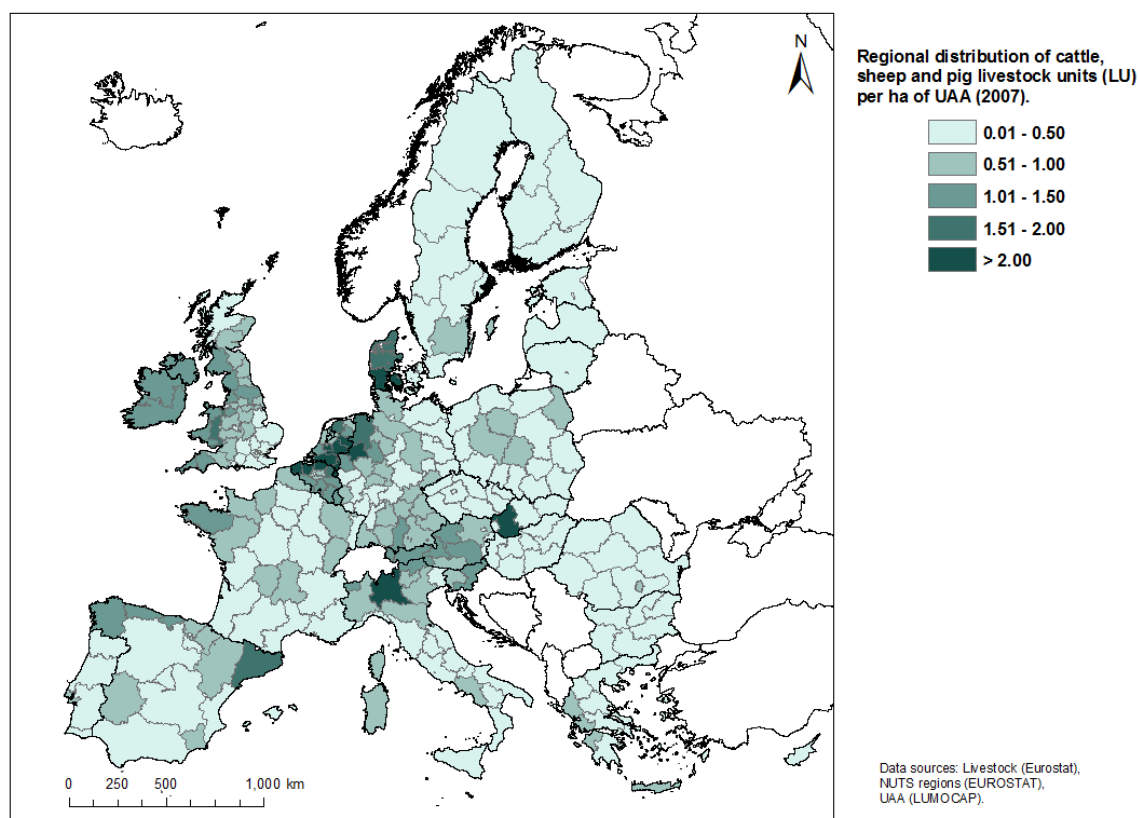 N
Regional distribution of cattle,
sheep and pig livestock units (LU)
per ha of UAA (2007).
0.01 - 0.50
0.51 - 1.00
1.01 - 1.50
1.51 - 2.00
> 2.00
0 250 500 1,000 km
Data sources: Livestock (Eurostat),
NUTS regions (EUROSTAT),
UAA (LUMOCAP).